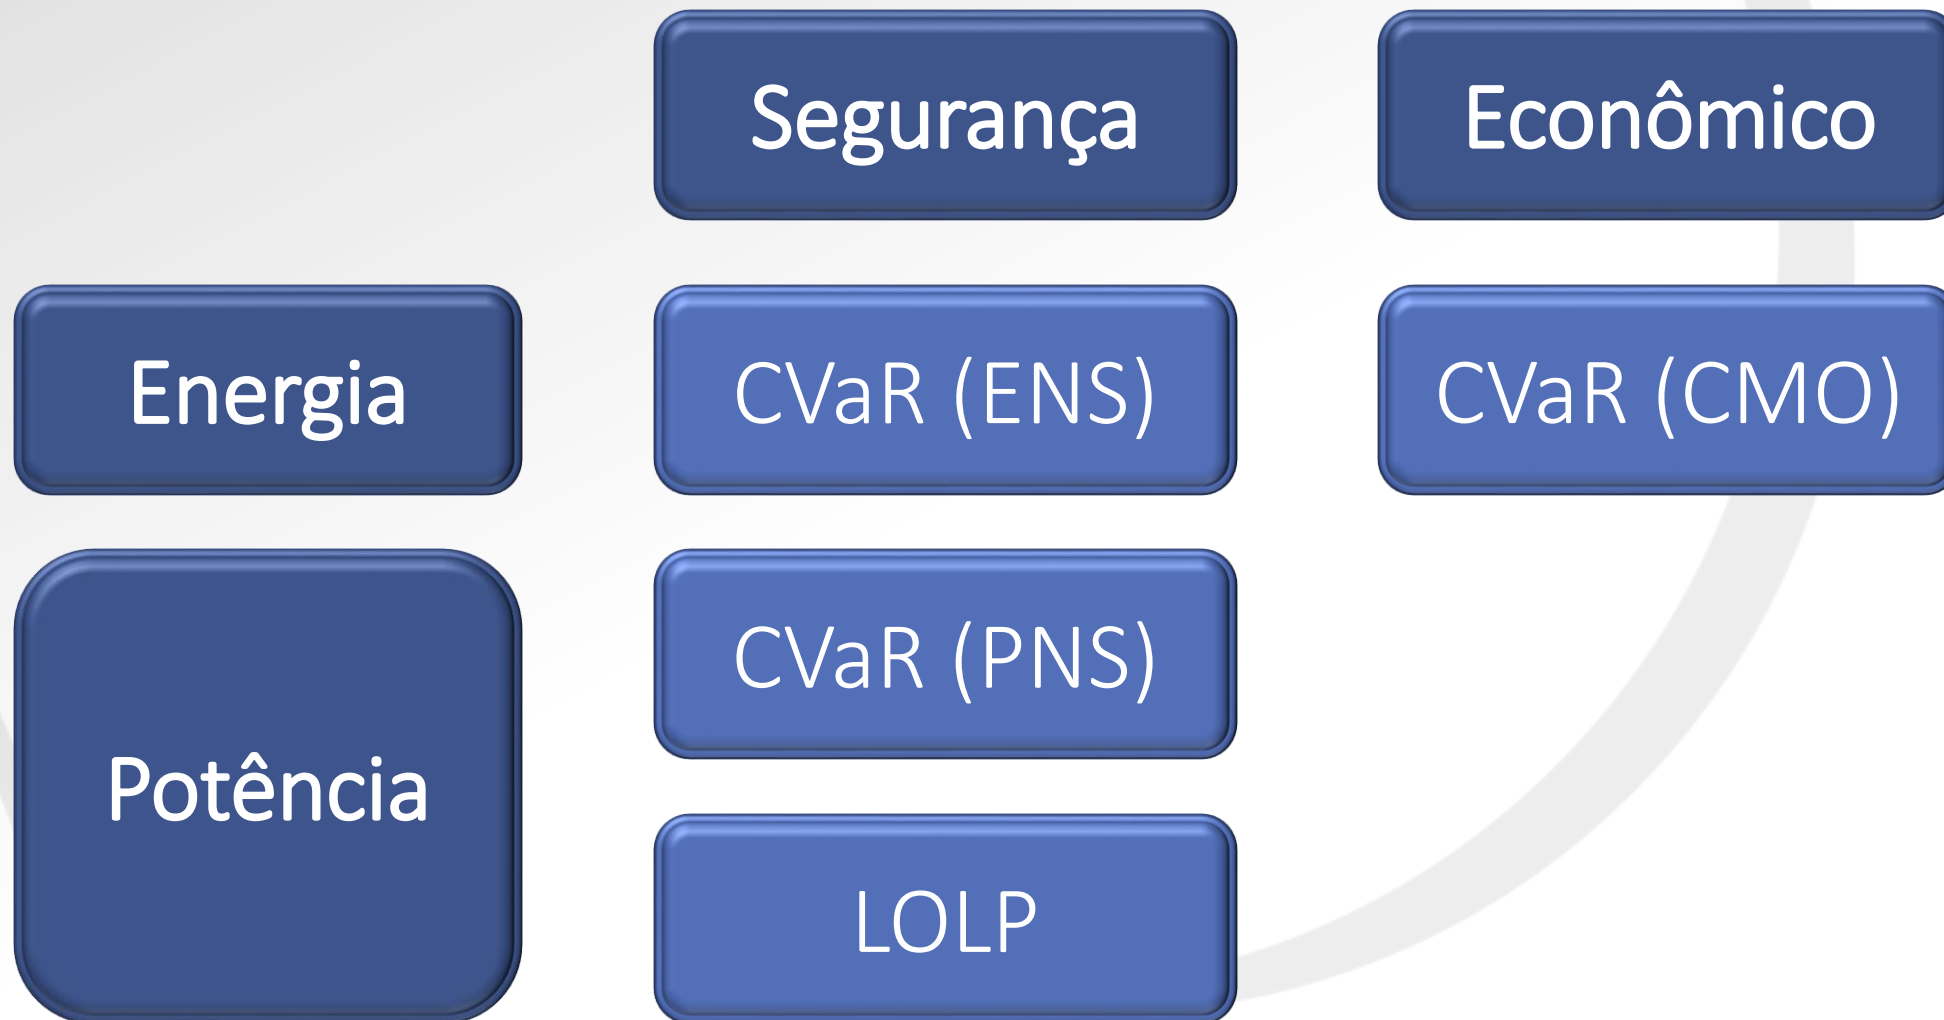 Segurança
Econômico
Energia
CVaR (ENS)
CVaR (CMO)
Potência
CVaR (PNS)
LOLP